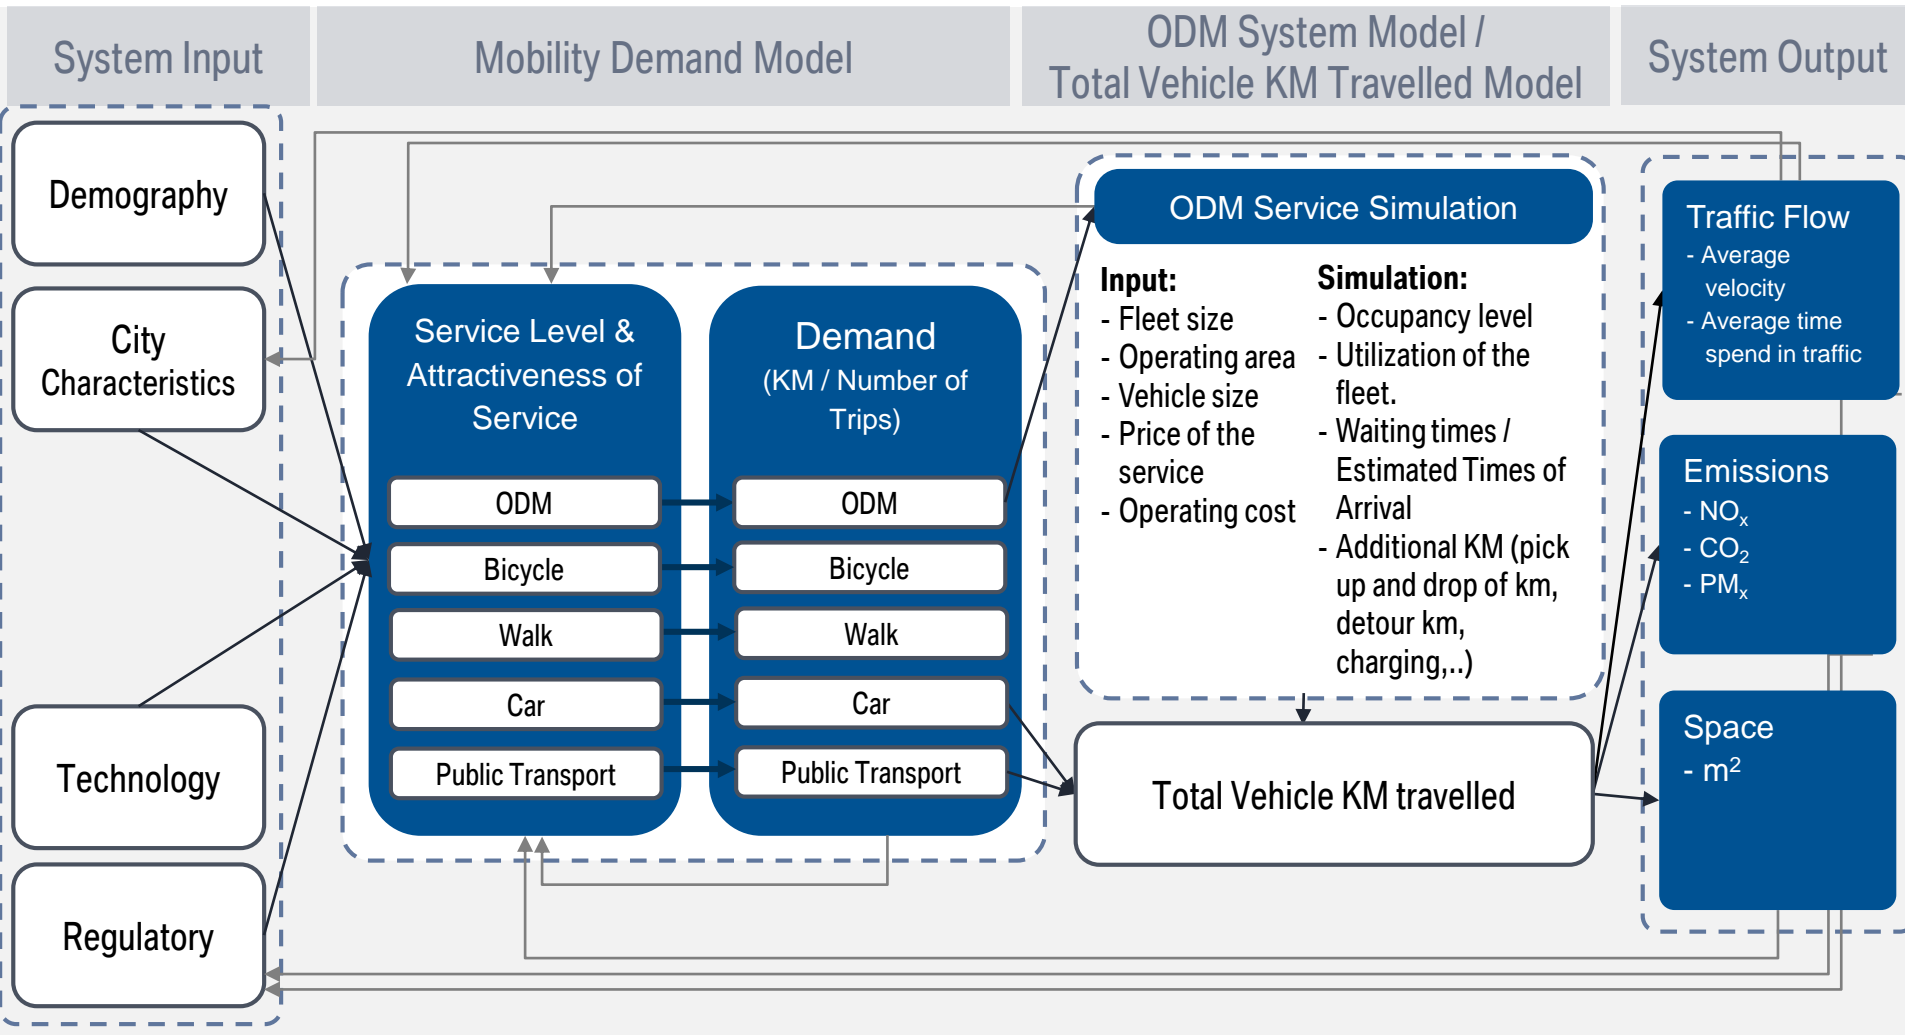 System Input
Mobility Demand Model
ODM System Model /
Total Vehicle KM Travelled Model
System Output
Demography
City
Characteristics
Technology
Regulatory
Service Level &
Attractiveness of
Service
ODM
Bicycle
Walk
Car
Public Transport
Demand
(KM / Number of
Trips)
ODM
Bicycle
Walk
Car
Public Transport
ODM Service Simulation
Input:
- Fleet size
- Operating area
- Vehicle size
- Price of the
service
- Operating cost
Simulation:
- Occupancy level
- Utilization of the
fleet.
- Waiting times /
Estimated Times of
Arrival
- Additional KM (pick
up and drop of km,
detour km,
charging,..)
Total Vehicle KM travelled
Traffic Flow
- Average
velocity
- Average time
spend in traffic
Emissions
- NOx
- CO2
- PMx
Space
- m2